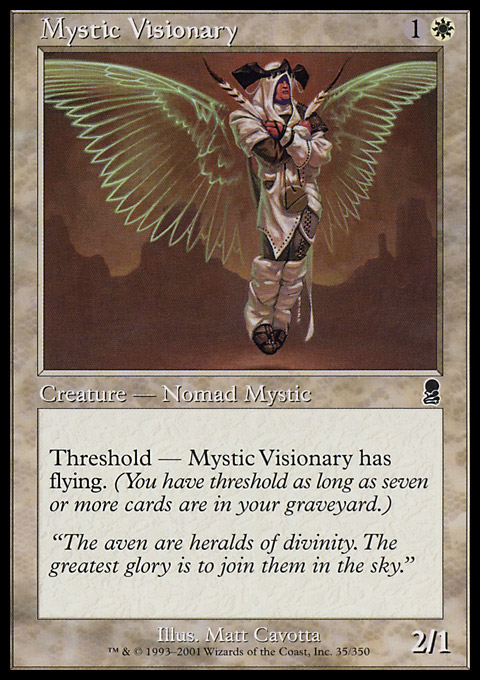 Mystic Visionary 1
Creature — Nomad Mystic
Threshold — Mystic Visionary has
flying. (You have threshold as long as seven
or more cards are in your graveyard.)
“The aven are heralds of divinity. The
greatest glory is to join them in the sky.”
Illus. Matt Cavotta
™ & © 1993–2001 Wizards of the Coast, Inc. 35/350
2/1